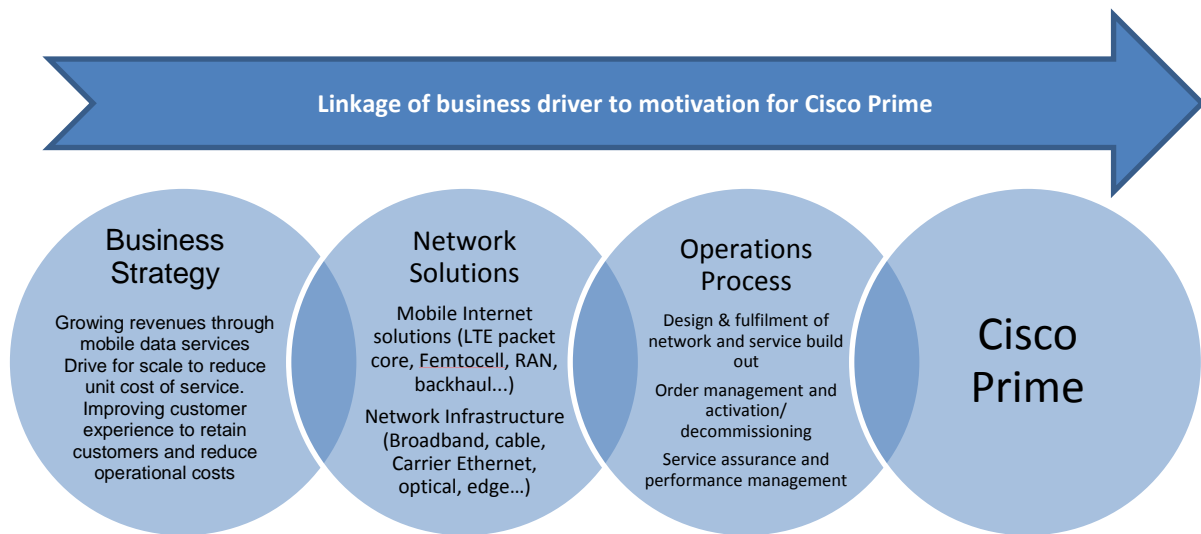 Linkage of business driver to motivation for Cisco Prime
Business
Strategy
Growing revenues through
mobile data services
Drive for scale to reduce
unit cost of service.
Improving customer
experience to retain
customers and reduce
operational costs
Network
Solutions
Mobile Internet
solutions (LTE packet
core, Femtocell, RAN,
backhaul...)
Network Infrastructure
(Broadband, cable,
Carrier Ethernet,
optical, edge…)
Operations
Process
Design & fulfilment of
network and service build
out
Order management and
activation/
decommissioning
Service assurance and
performance management
Cisco
Prime